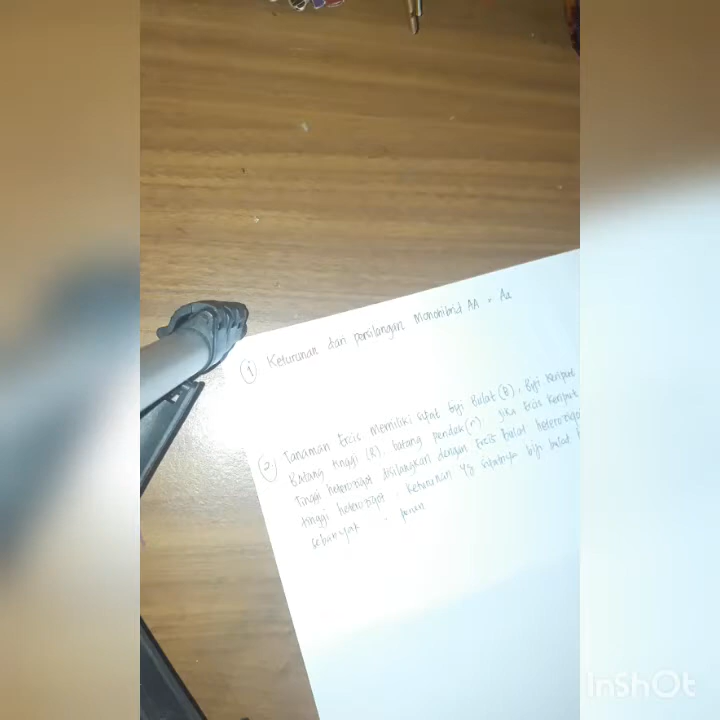 1 Keturunan dari persilangan Monohibrid AA × Aa
2 Tanaman Ercis Memiliki sifat biji Bulat (B), Biji keriput
Batang tinggi (R), batang pendek (r). Jika Ercis keriput
Tinggi heterozigot disilangkan dengan Ercis Bulat heterozigot
tinggi heterozigot. Keturunan yg sifatnya biji bulat
sebanyak
InShOt